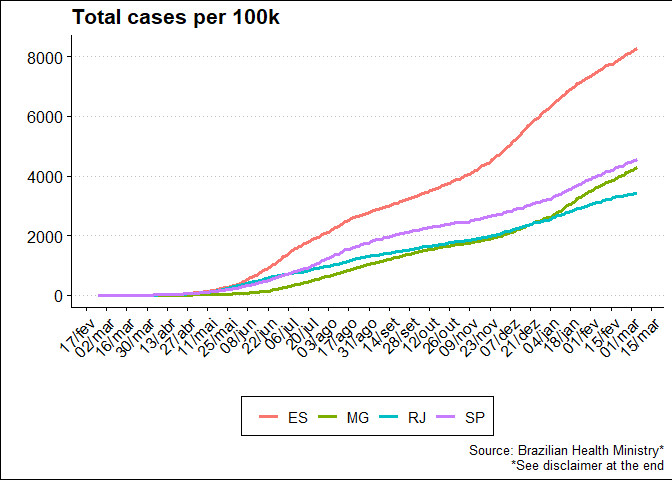 Total cases per 100k
8000
6000
4000
2000
0
17/fev
02/mar
16/mar
30/mar
13/abr
27/abr
11/mai
25/mai
08/jun
22/jun
06/jul
20/jul
03/ago
17/ago
31/ago
14/set
28/set
12/out
26/out
09/nov
23/nov
07/dez
21/dez
04/jan
18/jan
01/fev
15/fev
01/mar
15/mar
ES MG RJ SP
Source: Brazilian Health Ministry*
*See disclaimer at the end